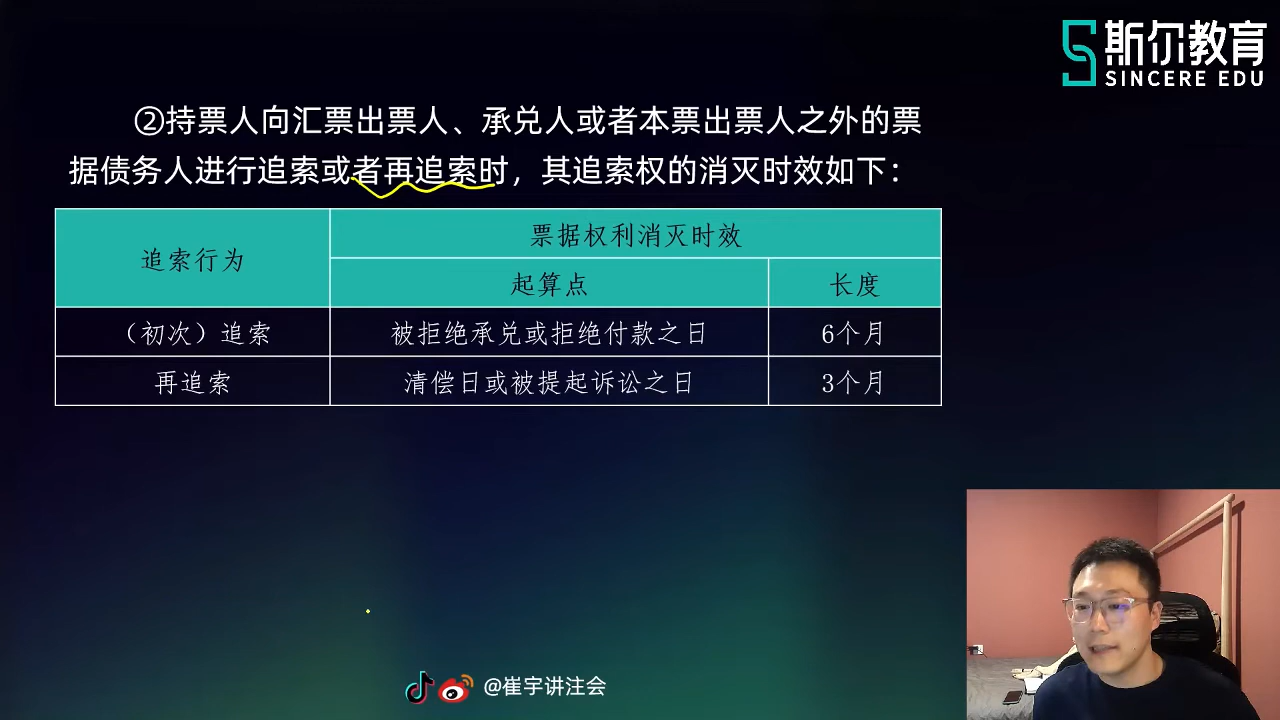 斯尔教育
SINCERE EDU
②持票人向汇票出票人、承兑人或者本票出票人之外的票
据债务人进行追索或者再追索时，其追索权的消灭时效如下：
追索行为
票据权利消灭时效
起算点
长度
（初次）追索
被拒绝承兑或拒绝付款之日
6个月
再追索
清偿日或被提起诉讼之日
3个月
@崔宇讲注会